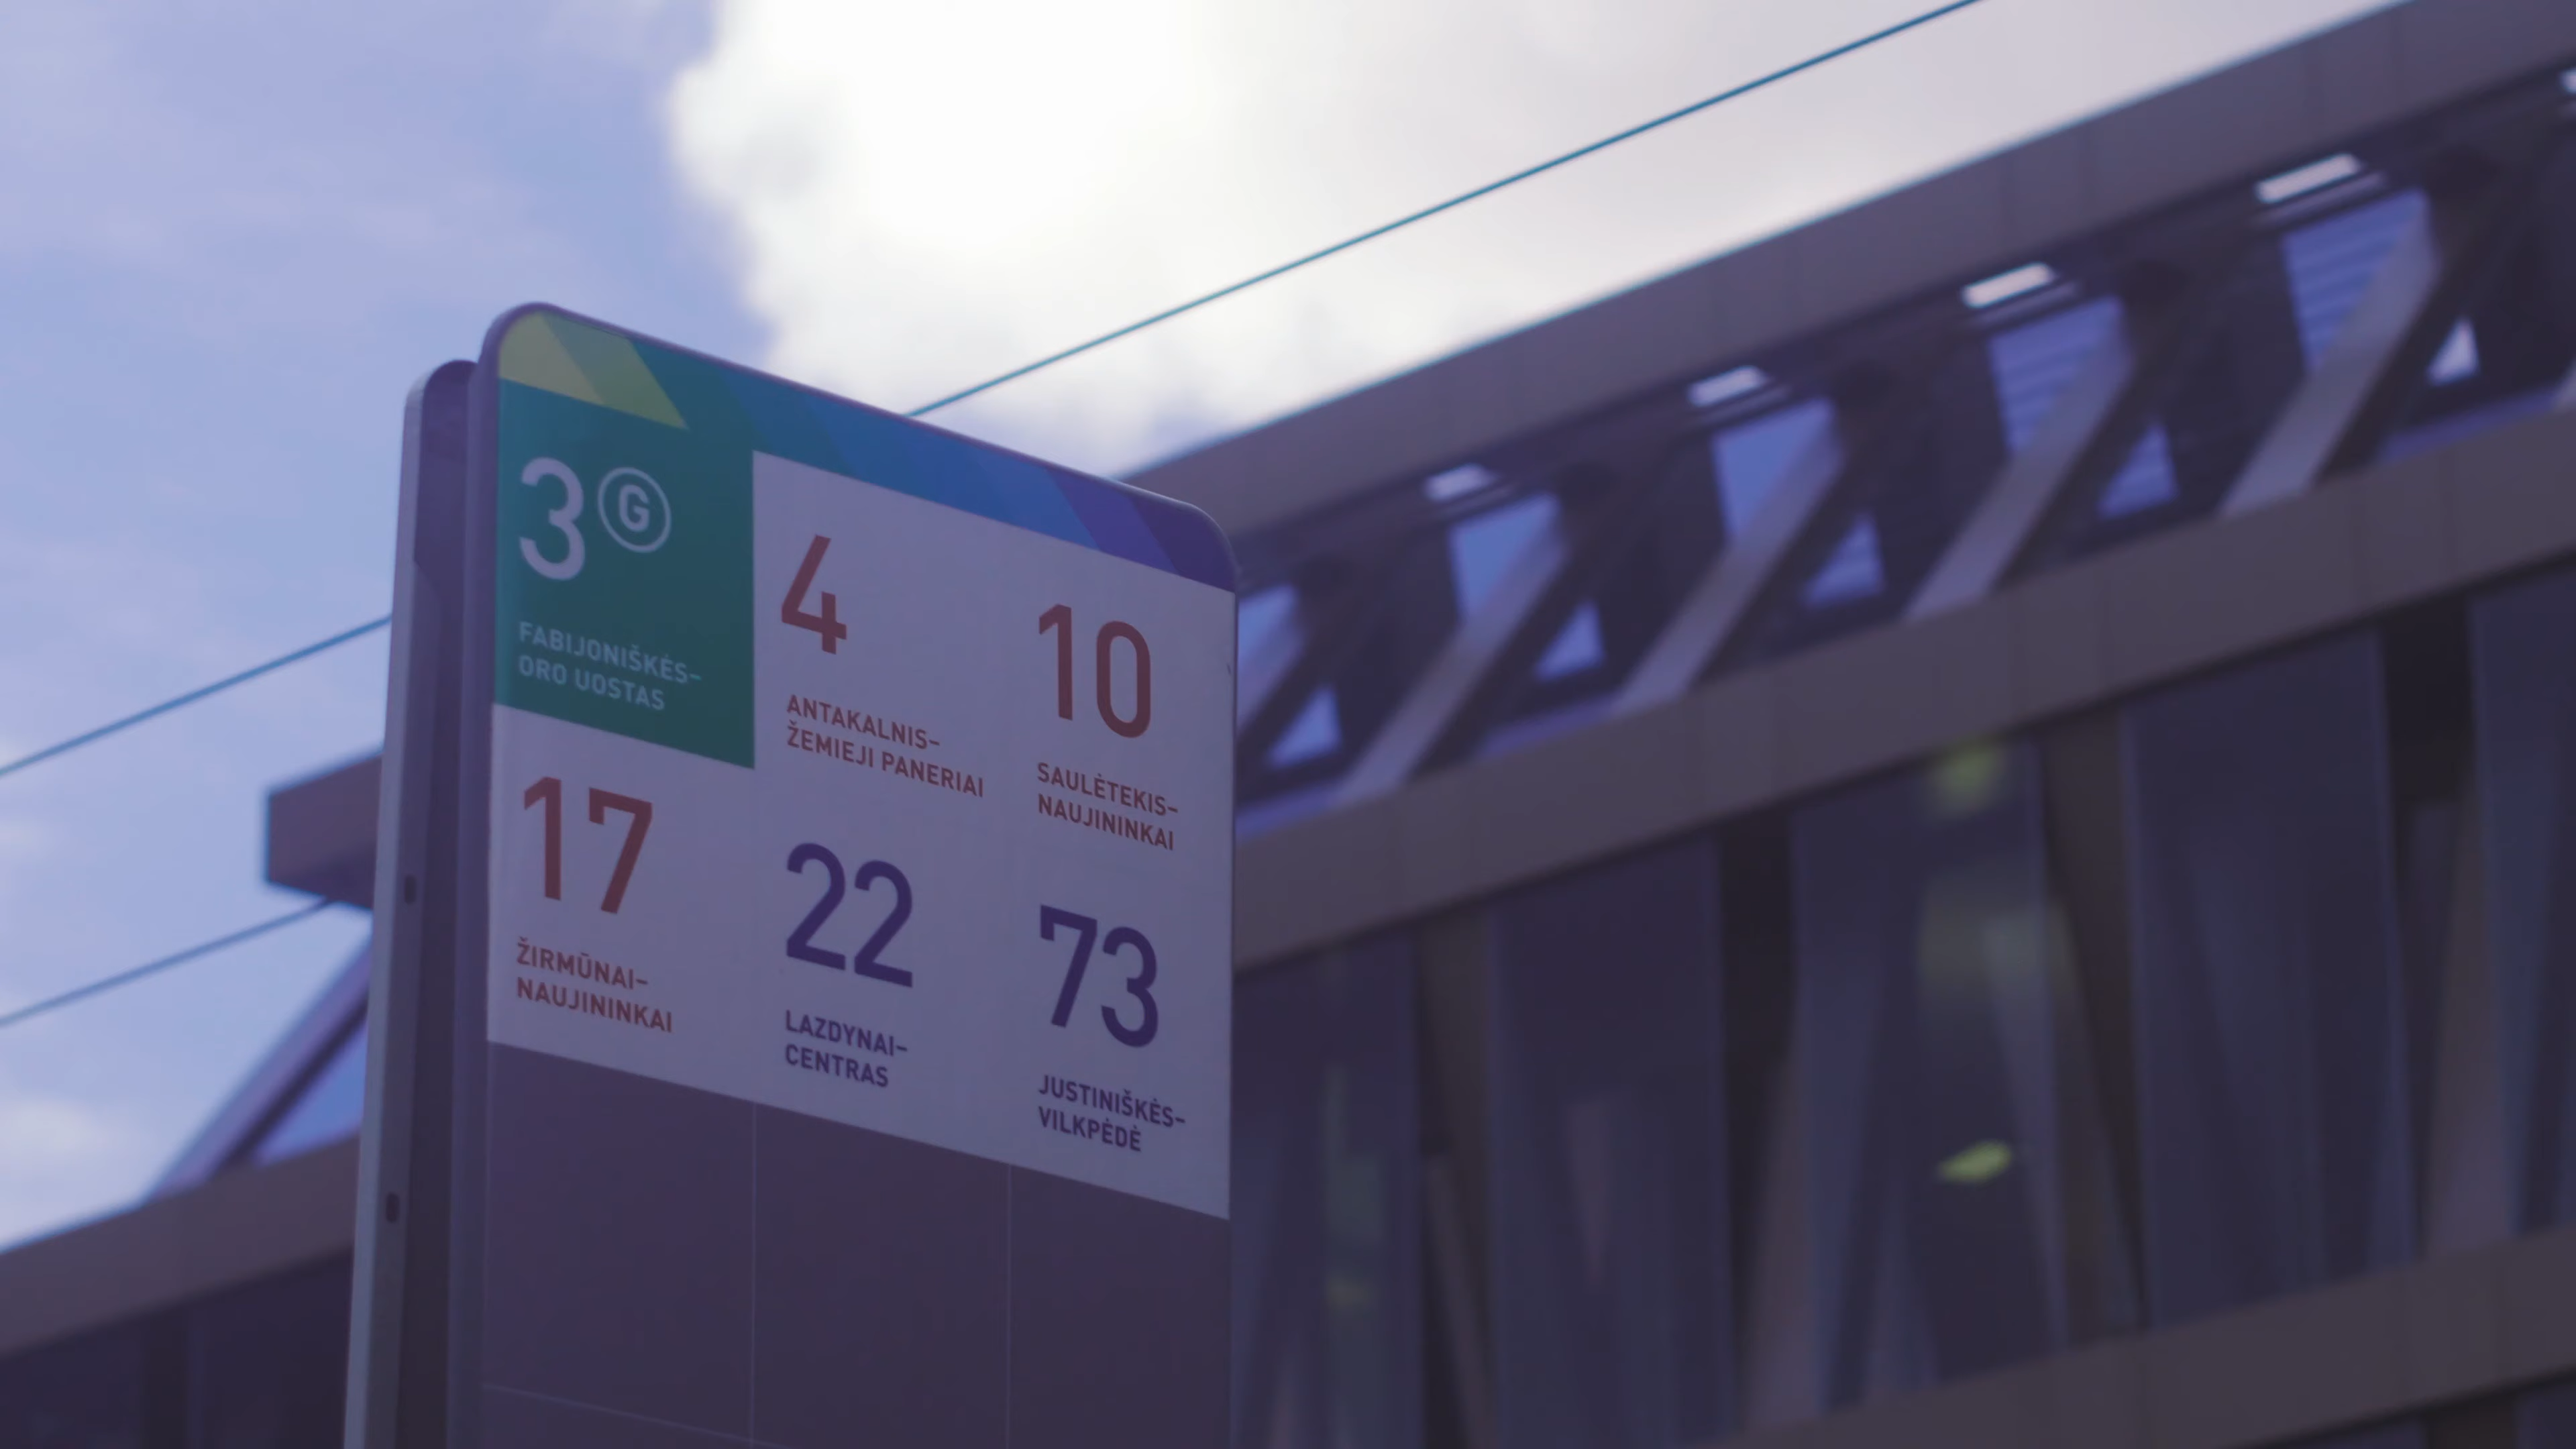 3 G
FABIJONIŠKĖS–
ORO UOSTAS
4
ANTAKALNIS–
ŽEMIEJI PANERIAI
10
SAULĖTEKIS–
NAUJININKAI
17
ŽIRMŪNAI–
NAUJININKAI
22
LAZDYNAI–
CENTRAS
73
JUSTINIŠKĖS–
VILKPĖDĖ